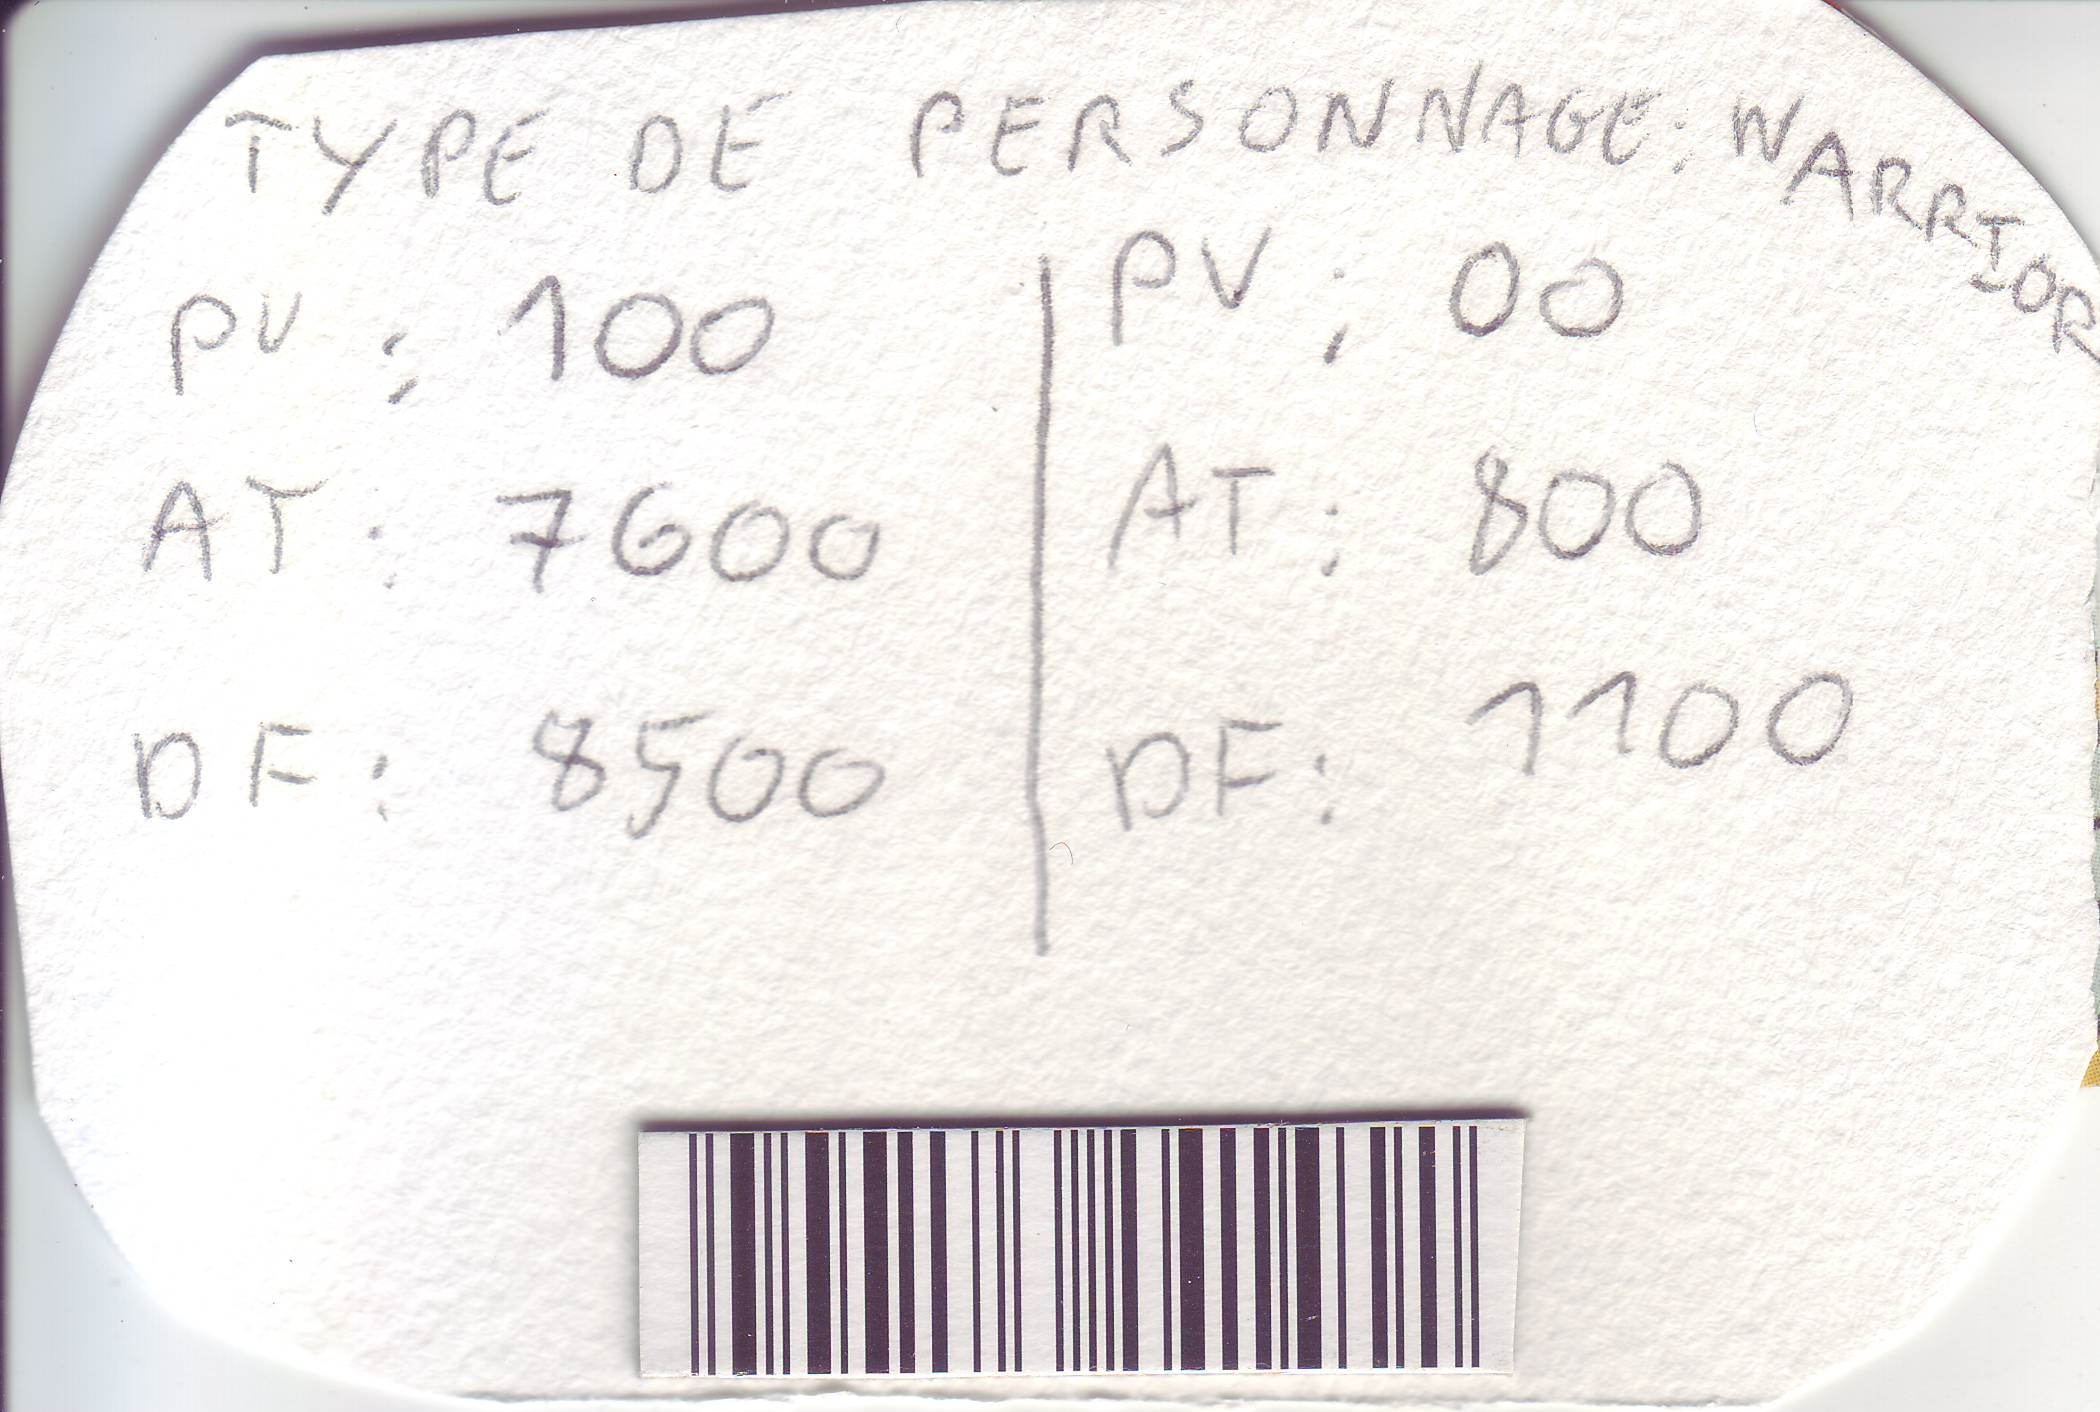 TYPE DE PERSONNAGE: WARRIOR
PV : 100
AT : 7600
DF : 8500
PV : 00
AT : 800
DF : 1100